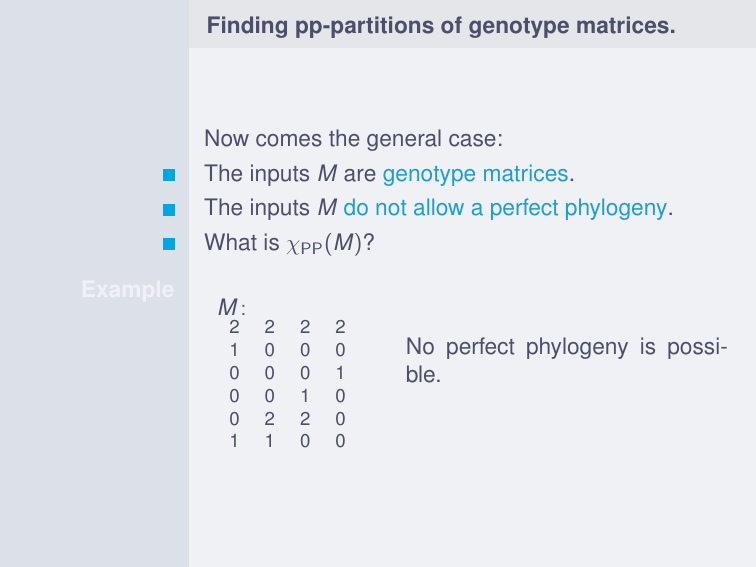 Finding pp-partitions of genotype matrices.
Now comes the general case:
The inputs M are genotype matrices.
The inputs M do not allow a perfect phylogeny.
What is χPP(M)?
Example
M:
2 2 2 2
1 0 0 0
0 0 0 1
0 0 1 0
0 2 2 0
1 1 0 0
No perfect phylogeny is possi-
ble.